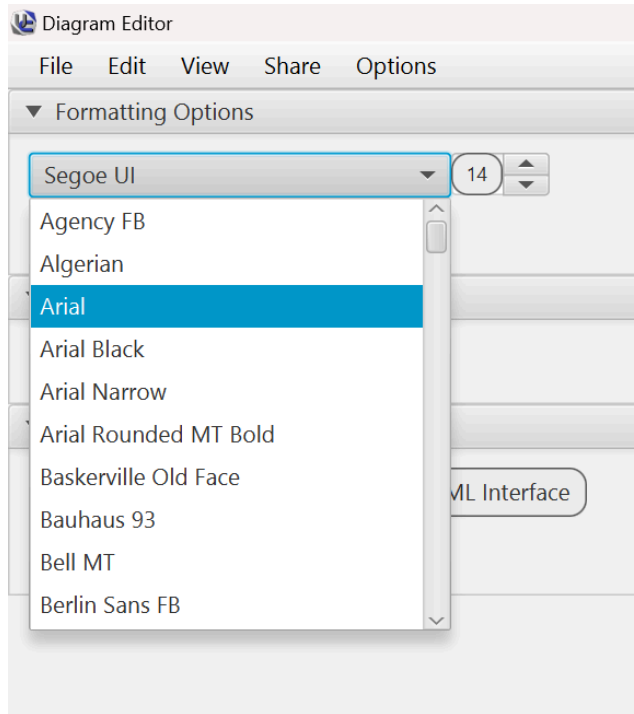 Diagram Editor
File Edit View Share Options
Formatting Options
Segoe UI 14
Agency FB
Algerian
Arial
Arial Black
Arial Narrow
Arial Rounded MT Bold
Baskerville Old Face
ML Interface
Bauhaus 93
Bell MT
Berlin Sans FB